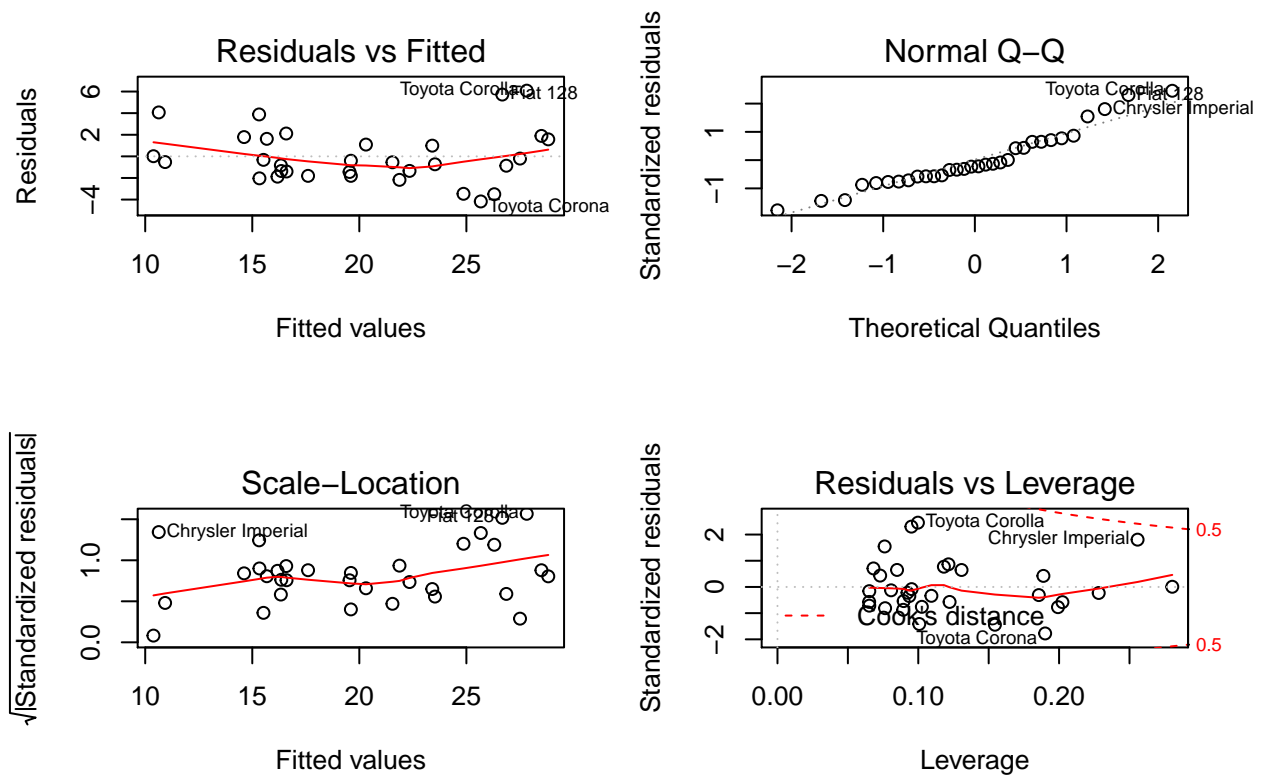 Residuals vs Fitted
Residuals
6
2
−4
Toyota Corolla
Fiat 128
Toyota Corona
10 15 20 25
Fitted values
Normal Q−Q
Standardized residuals
1
−1
Toyota Corolla
Fiat 128
Chrysler Imperial
−2 −1 0 1 2
Theoretical Quantiles
Scale−Location
√|Standardized residuals|
1.0
0.0
Toyota Corolla
Fiat 128
Chrysler Imperial
10 15 20 25
Fitted values
Residuals vs Leverage
Standardized residuals
2
0
−2
Toyota Corolla
Chrysler Imperial
0.5
Cook's distance
Toyota Corona
0.5
0.00 0.10 0.20
Leverage